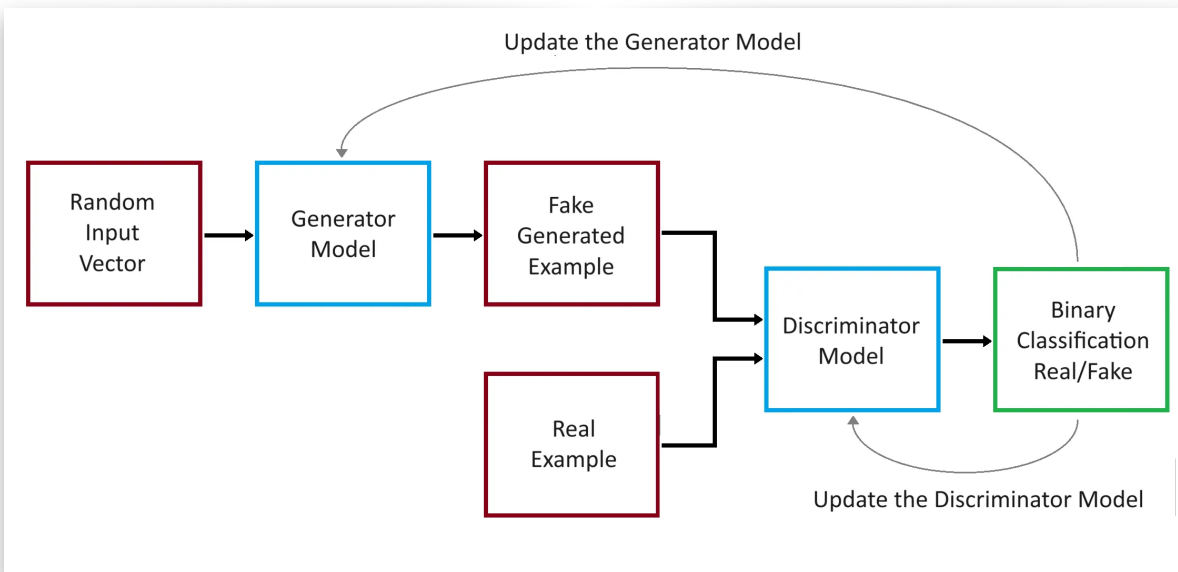 Update the Generator Model
Random
Input
Vector
Generator
Model
Fake
Generated
Example
Discriminator
Model
Binary
Classification
Real/Fake
Real
Example
Update the Discriminator Model